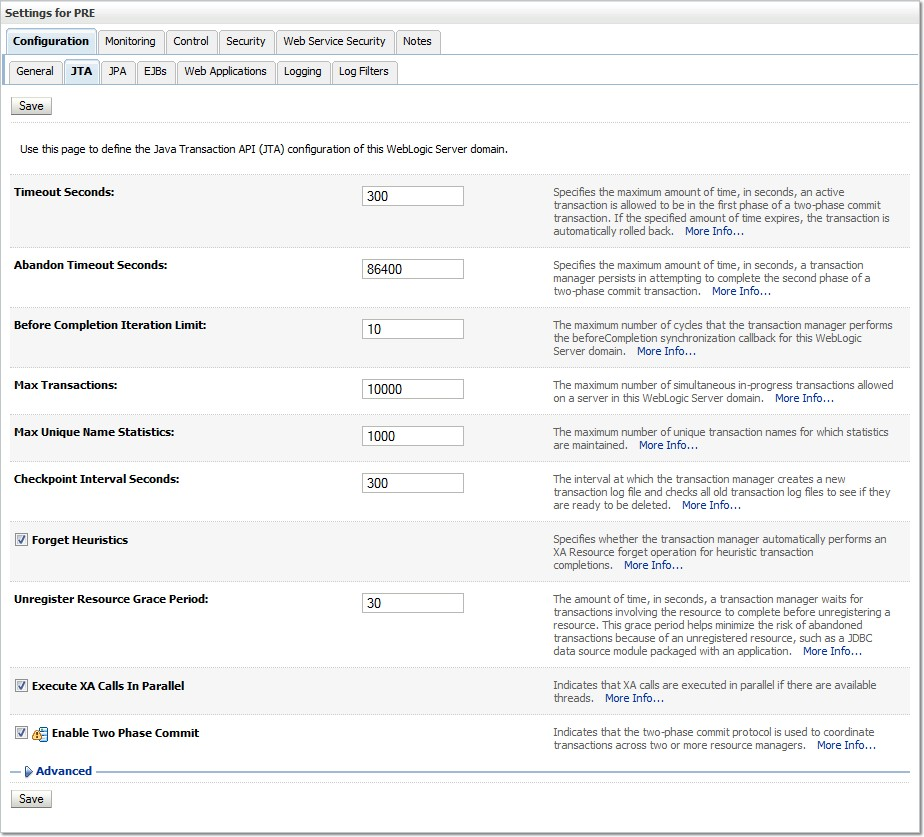 Settings for PRE
Configuration Monitoring Control Security Web Service Security Notes
General JTA JPA EJBs Web Applications Logging Log Filters
Save
Use this page to define the Java Transaction API (JTA) configuration of this WebLogic Server domain.
Timeout Seconds: 300
Specifies the maximum amount of time, in seconds, an active
transaction is allowed to be in the first phase of a two-phase commit
transaction. If the specified amount of time expires, the transaction is
automatically rolled back. More Info...
Abandon Timeout Seconds: 86400
Specifies the maximum amount of time, in seconds, a transaction
manager persists in attempting to complete the second phase of a
two-phase commit transaction. More Info...
Before Completion Iteration Limit: 10
The maximum number of cycles that the transaction manager performs
the beforeCompletion synchronization callback for this WebLogic
Server domain. More Info...
Max Transactions: 10000
The maximum number of simultaneous in-progress transactions allowed
on a server in this WebLogic Server domain. More Info...
Max Unique Name Statistics: 1000
The maximum number of unique transaction names for which statistics
are maintained. More Info...
Checkpoint Interval Seconds: 300
The interval at which the transaction manager creates a new
transaction log file and checks all old transaction log files to see if they
are ready to be deleted. More Info...
Forget Heuristics
Specifies whether the transaction manager automatically performs an
XA Resource forget operation for heuristic transaction
completions. More Info...
Unregister Resource Grace Period: 30
The amount of time, in seconds, a transaction manager waits for
transactions involving the resource to complete before unregistering a
resource. This grace period helps minimize the risk of abandoned
transactions because of an unregistered resource, such as a JDBC
data source module packaged with an application. More Info...
Execute XA Calls In Parallel
Indicates that XA calls are executed in parallel if there are available
threads. More Info...
Enable Two Phase Commit
Indicates that the two-phase commit protocol is used to coordinate
transactions across two or more resource managers. More Info...
Advanced
Save